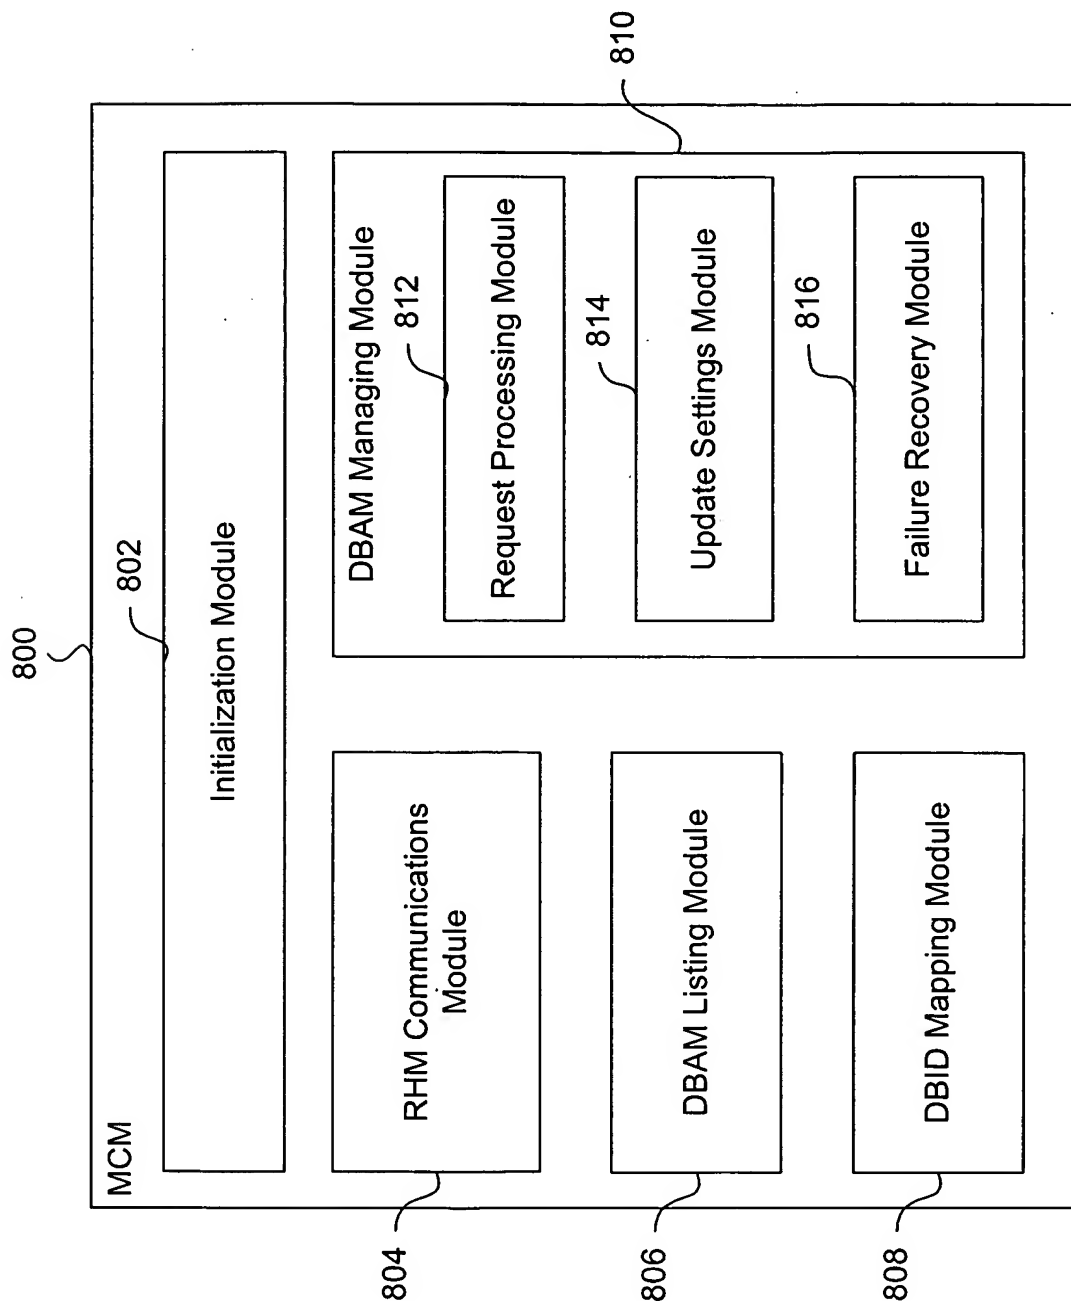 800
MCM
802
Initialization Module
804
RHM Communications
Module
806
DBAM Listing Module
808
DBID Mapping Module
810
DBAM Managing Module
812
Request Processing Module
814
Update Settings Module
816
Failure Recovery Module